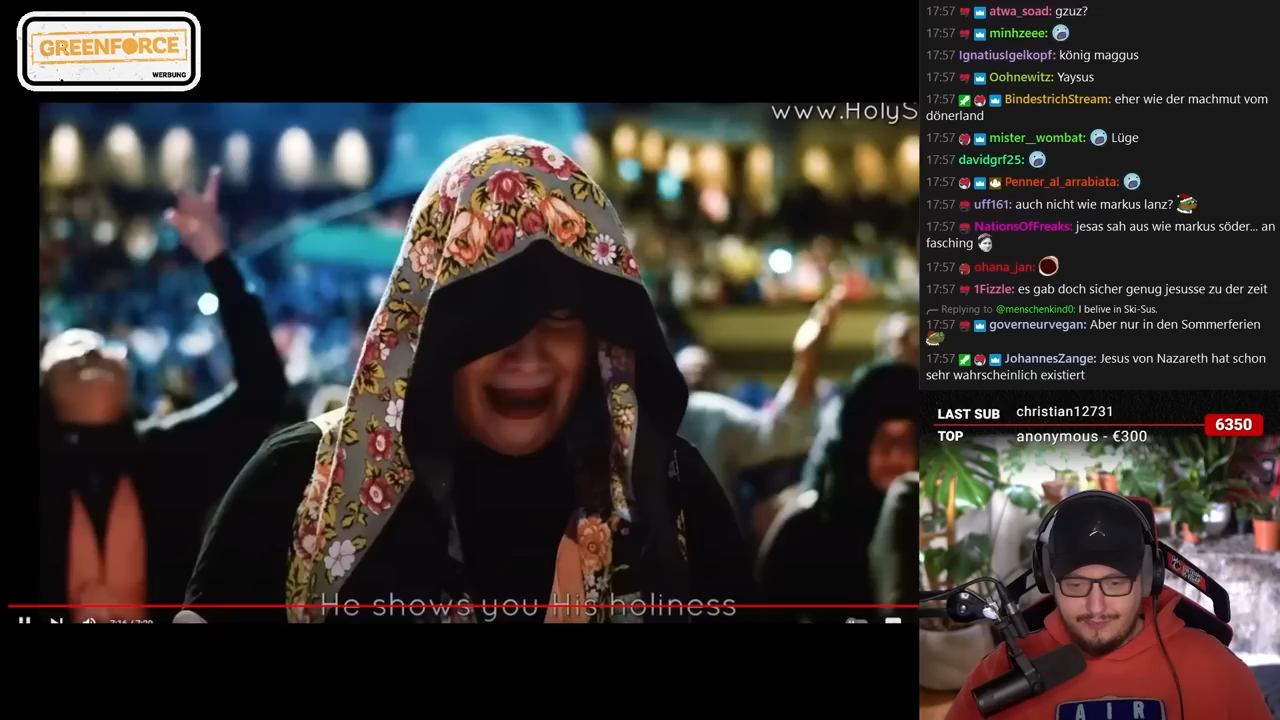 GREENFORCE
WERBUNG
www.HolyS
He shows you His holiness
7:16 / 7:20
17:57 atwa_soad: gzuz?
17:57 minhzeee:
17:57 IgnatiusIgelkopf: könig maggus
17:57 Oohnewitz: Yaysus
17:57 BindestrichStream: eher wie der machmut vom
dönerland
17:57 mister__wombat: Lüge
17:57 davidgrf25:
17:57 Penner_al_arrabiata:
17:57 uff161: auch nicht wie markus lanz?
17:57 NationsOfFreaks: jesas sah aus wie markus söder... an
fasching
17:57 ohana_jan:
17:57 1Fizzle: es gab doch sicher genug jesusse zu der zeit
Replying to @menschenkind0: I belive in Ski-Sus.
17:57 governeurvegan: Aber nur in den Sommerferien
17:57 JohannesZange: Jesus von Nazareth hat schon
sehr wahrscheinlich existiert
LAST SUB christian12731
6350
TOP anonymous - €300
AIR